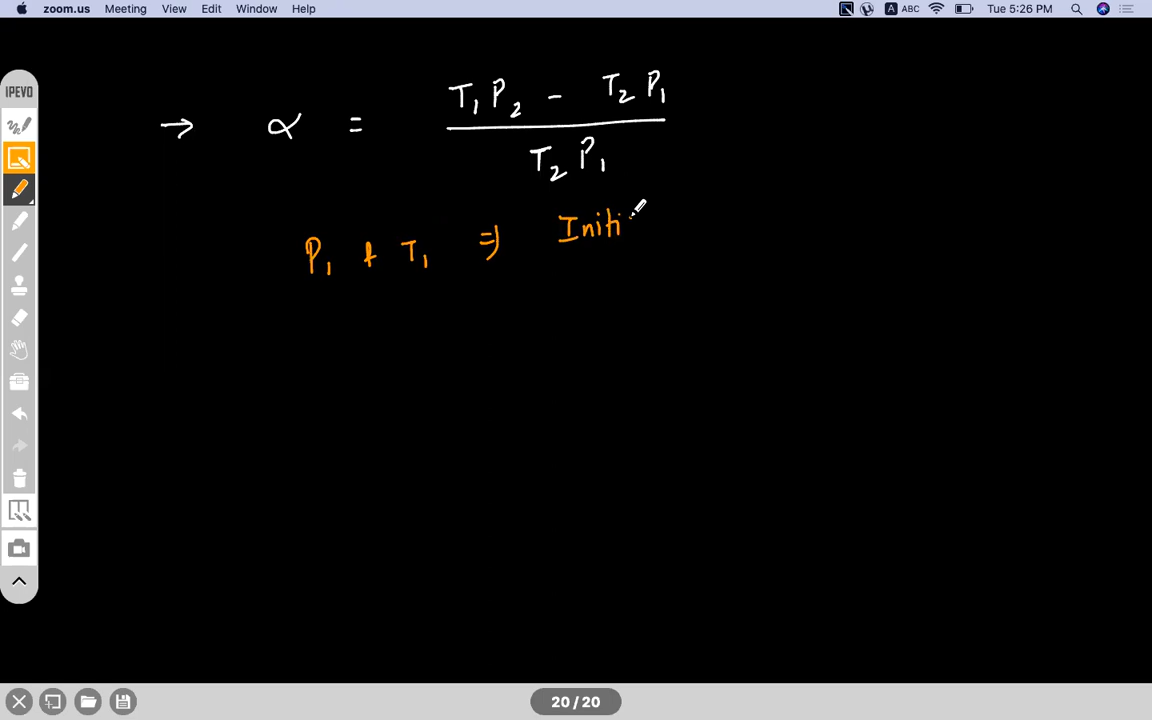 zoom.us Meeting View Edit Window Help A ABC Tue 5:26 PM
IPEVO
→ α = (T₁P₂ - T₂P₁) / (T₂P₁)
P₁ & T₁ ⇒ Initi
20/20